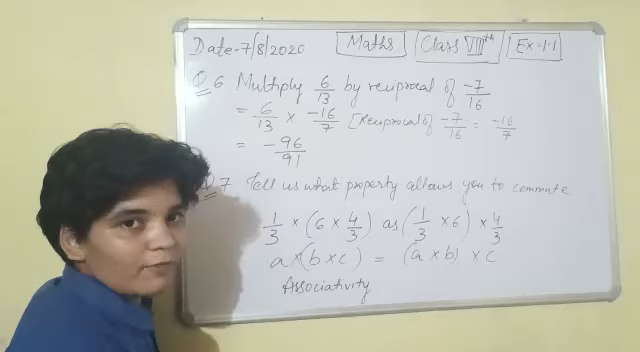 Date-7/8/2020 Maths Class VIIIth Ex-1.1
Q.6 Multiply 6/13 by reciprocal of -7/16
= 6/13 × -16/7 [Reciprocal of -7/16 = -16/7
= -96/91
Q.7 Tell us what property allows you to commute
1/3 × (6 × 4/3) as (1/3 × 6) × 4/3
a × (b × c) = (a × b) × c
Associativity.